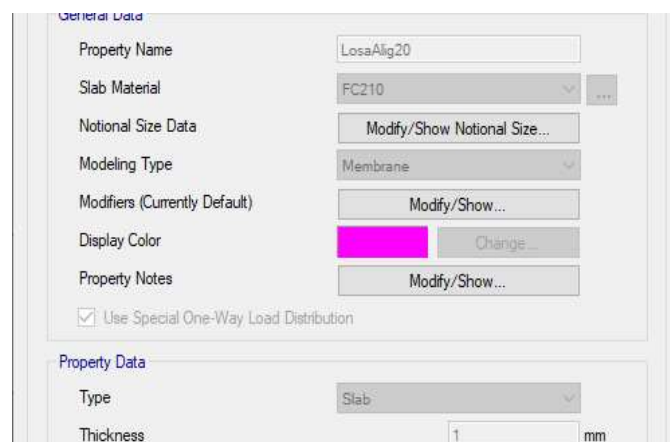 General Data
Property Name LosaAlig20
Slab Material FC210 ...
Notional Size Data Modify/Show Notional Size...
Modeling Type Membrane
Modifiers (Currently Default) Modify/Show...
Display Color Change...
Property Notes Modify/Show...
Use Special One-Way Load Distribution
Property Data
Type Slab
Thickness 1 mm